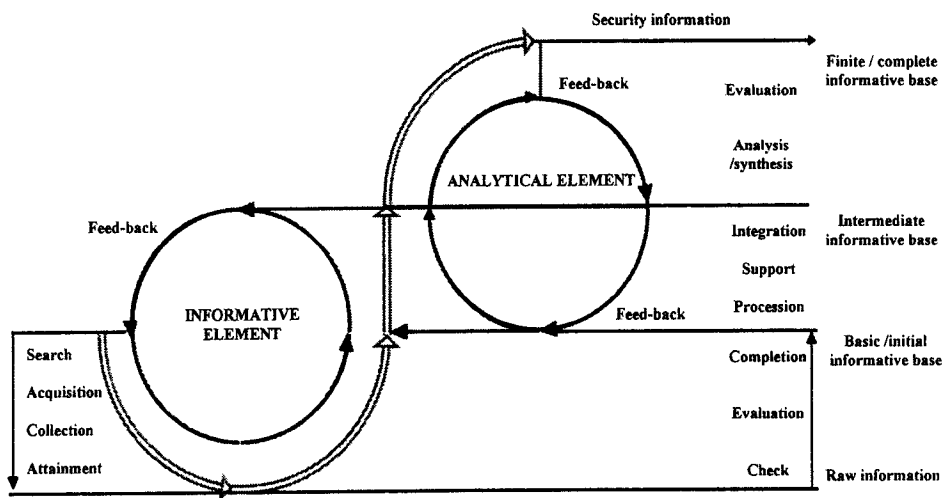 Security information
Finite / complete
informative base
Feed-back
Evaluation
Analysis
/synthesis
ANALYTICAL ELEMENT
Feed-back
Intermediate
informative base
Integration
Support
Procession
INFORMATIVE
ELEMENT
Feed-back
Basic /initial
informative base
Search
Acquisition
Collection
Attainment
Completion
Evaluation
Check
Raw information